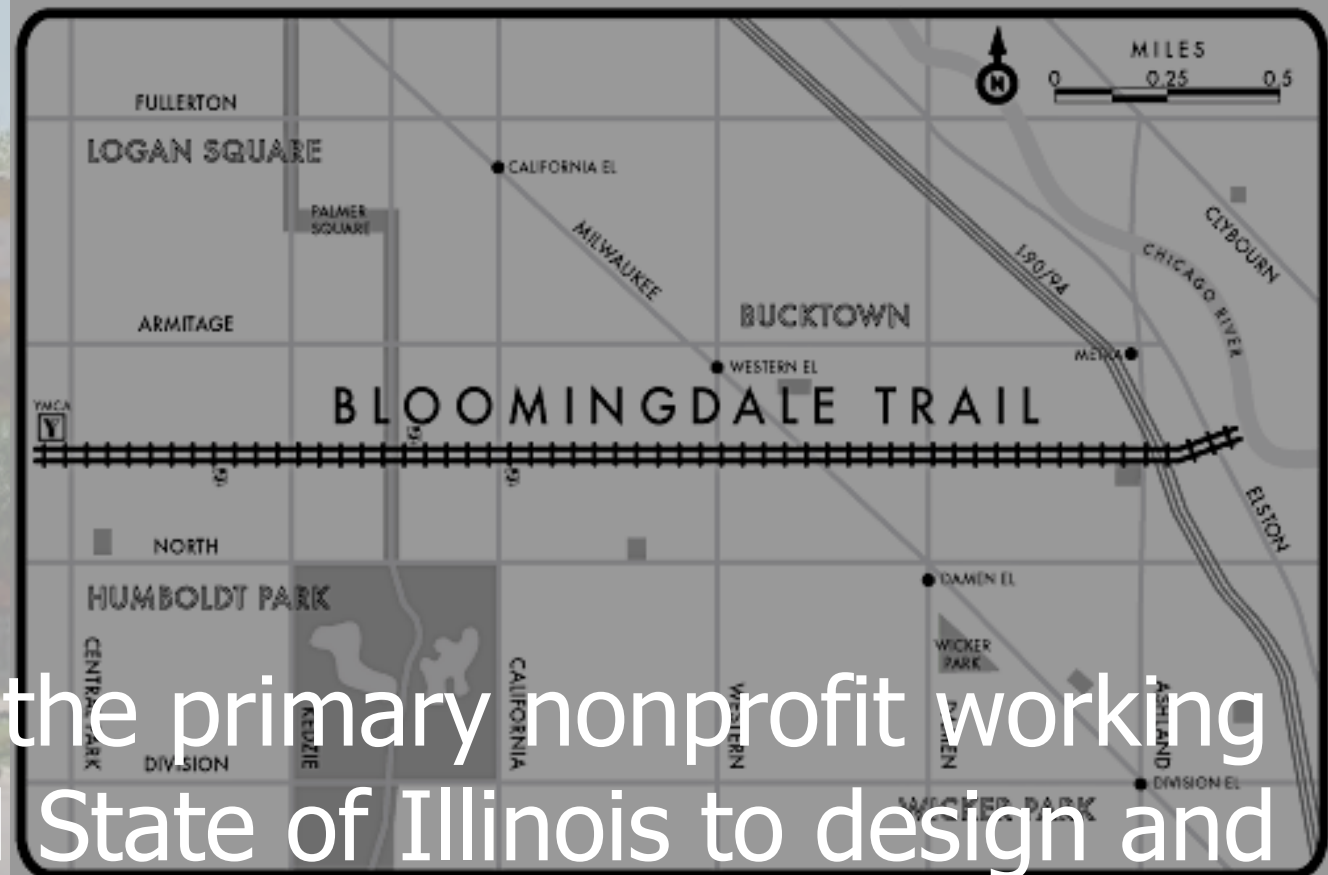 MILES
0 0.25 0.5
FULLERTON
LOGAN SQUARE
CALIFORNIA EL
PALMER
SQUARE
MILWAUKEE
CLYBOURN
CHICAGO RIVER
I-90/94
ARMITAGE
BUCKTOWN
METRA
WESTERN EL
BLOOMINGDALE TRAIL
YMCA
Y
ELSTON
NORTH
HUMBOLDT PARK
DAMEN EL
WICKER
PARK
CENTRAL PARK
KEDZIE
CALIFORNIA
WESTERN
DAMEN
ASHLAND
the primary nonprofit working
DIVISION
DIVISION EL
WICKER PARK
State of Illinois to design and